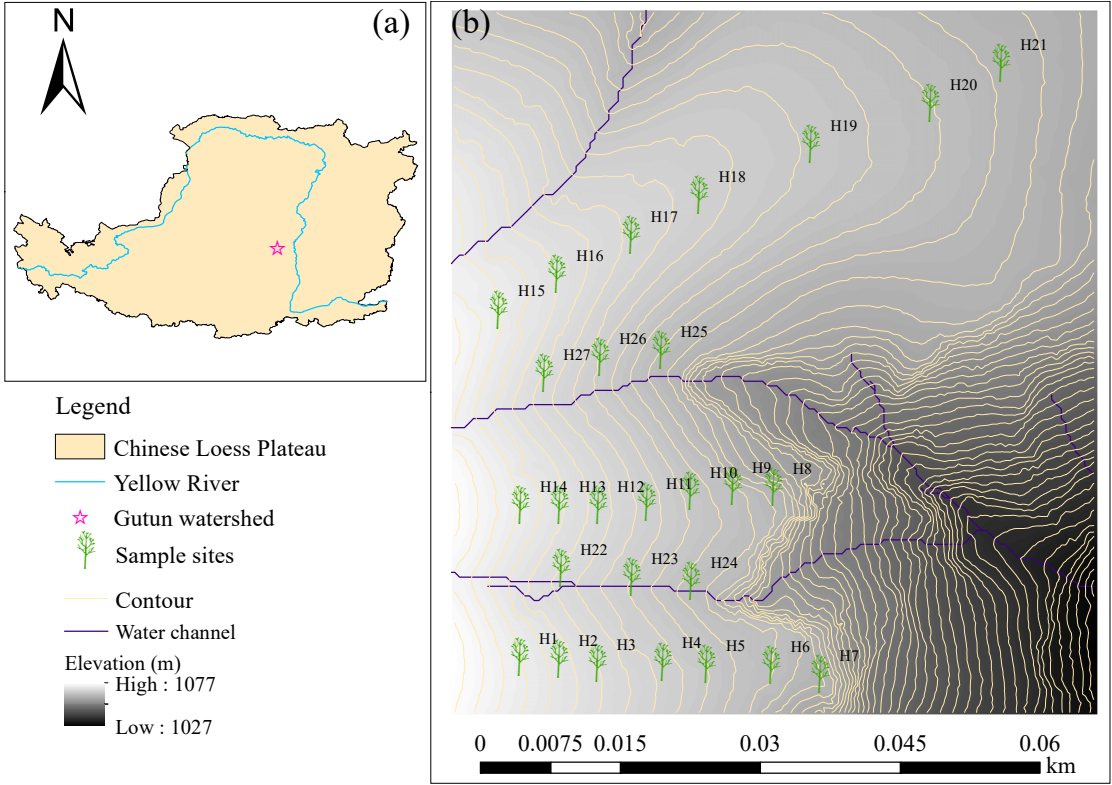 N
(a)
Legend
Chinese Loess Plateau
Yellow River
Gutun watershed
Sample sites
Contour
Water channel
Elevation (m)
High : 1077
Low : 1027
(b)
H21
H20
H19
H18
H17
H16
H15
H25
H26
H27
H8
H9
H10
H11
H12
H13
H14
H22
H23
H24
H1
H2
H3
H4
H5
H6
H7
0 0.0075 0.015 0.03 0.045 0.06
km